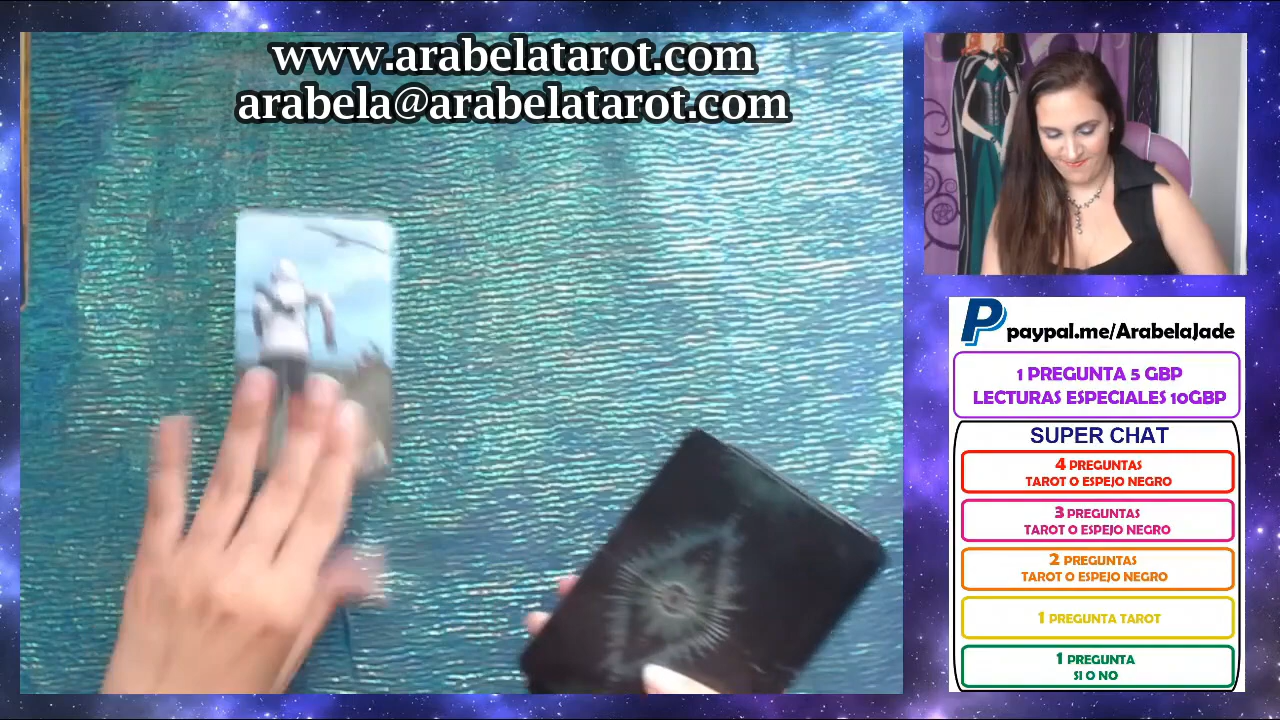 www.arabelatarot.com
arabela@arabelatarot.com
paypal.me/ArabelaJade
1 PREGUNTA 5 GBP
LECTURAS ESPECIALES 10GBP
SUPER CHAT
4 PREGUNTAS
TAROT O ESPEJO NEGRO
3 PREGUNTAS
TAROT O ESPEJO NEGRO
2 PREGUNTAS
TAROT O ESPEJO NEGRO
1 PREGUNTA TAROT
1 PREGUNTA
SI O NO